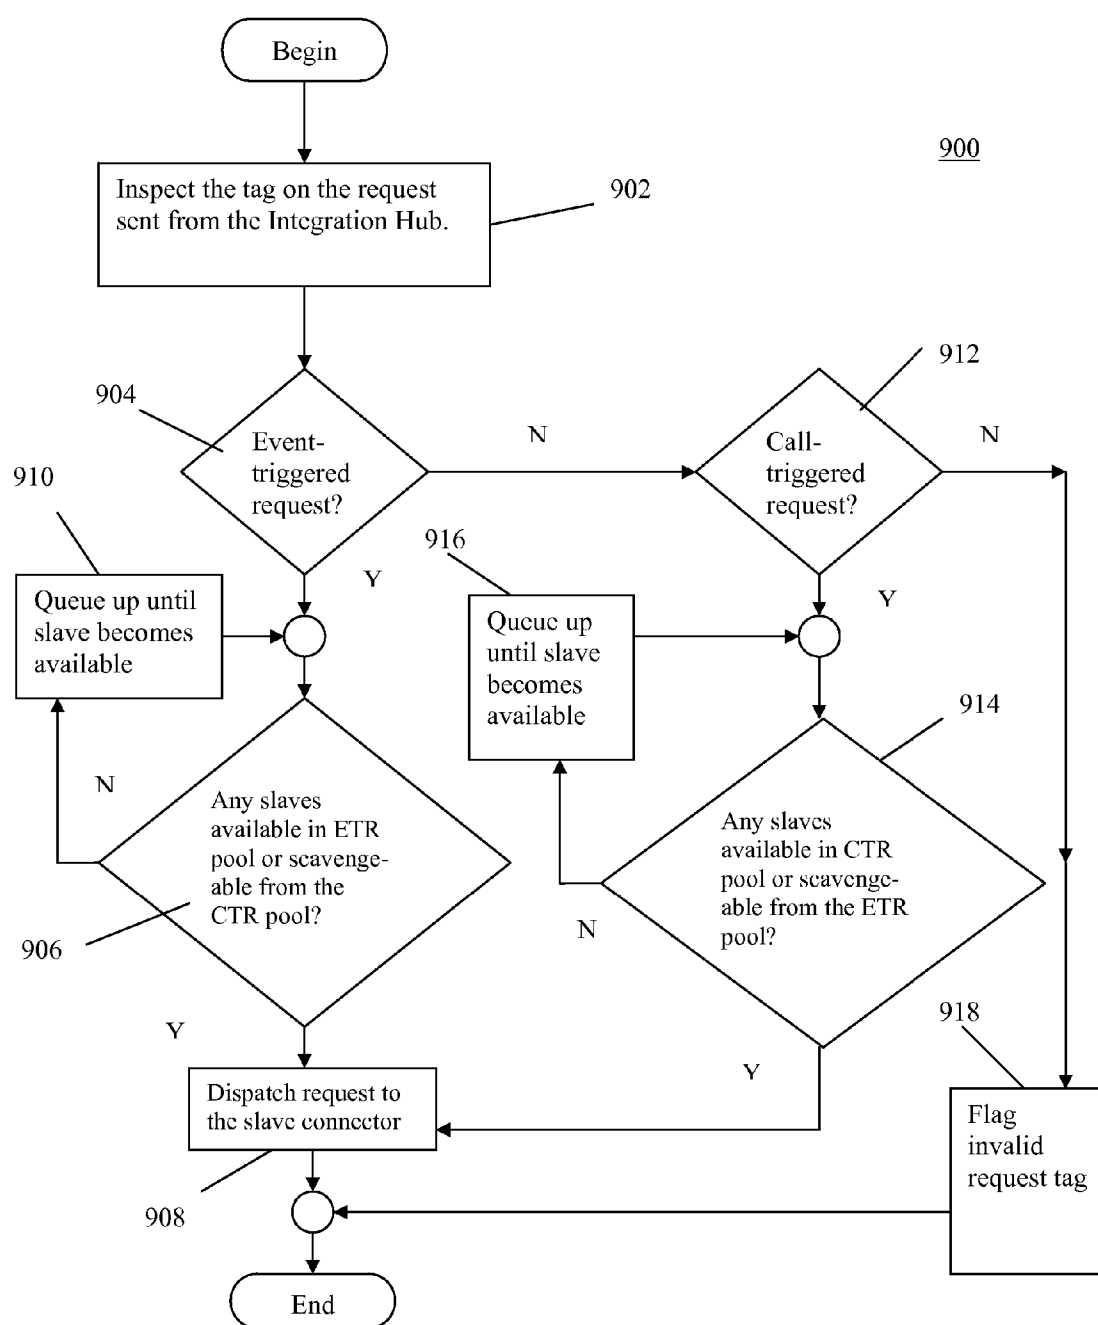 Begin
900
Inspect the tag on the request
sent from the Integration Hub.
902
904
Event-
triggered
request?
N
912
Call-
triggered
request?
N
910
Y
916
Y
Queue up until
slave becomes
available
Queue up
until slave
becomes
available
914
N
Any slaves
available in ETR
pool or scavenge-
able from the
CTR pool?
906
Any slaves
available in CTR
pool or scavenge-
able from the ETR
pool?
N
Y
Y
918
Dispatch request to
the slave connector
908
Flag
invalid
request tag
End